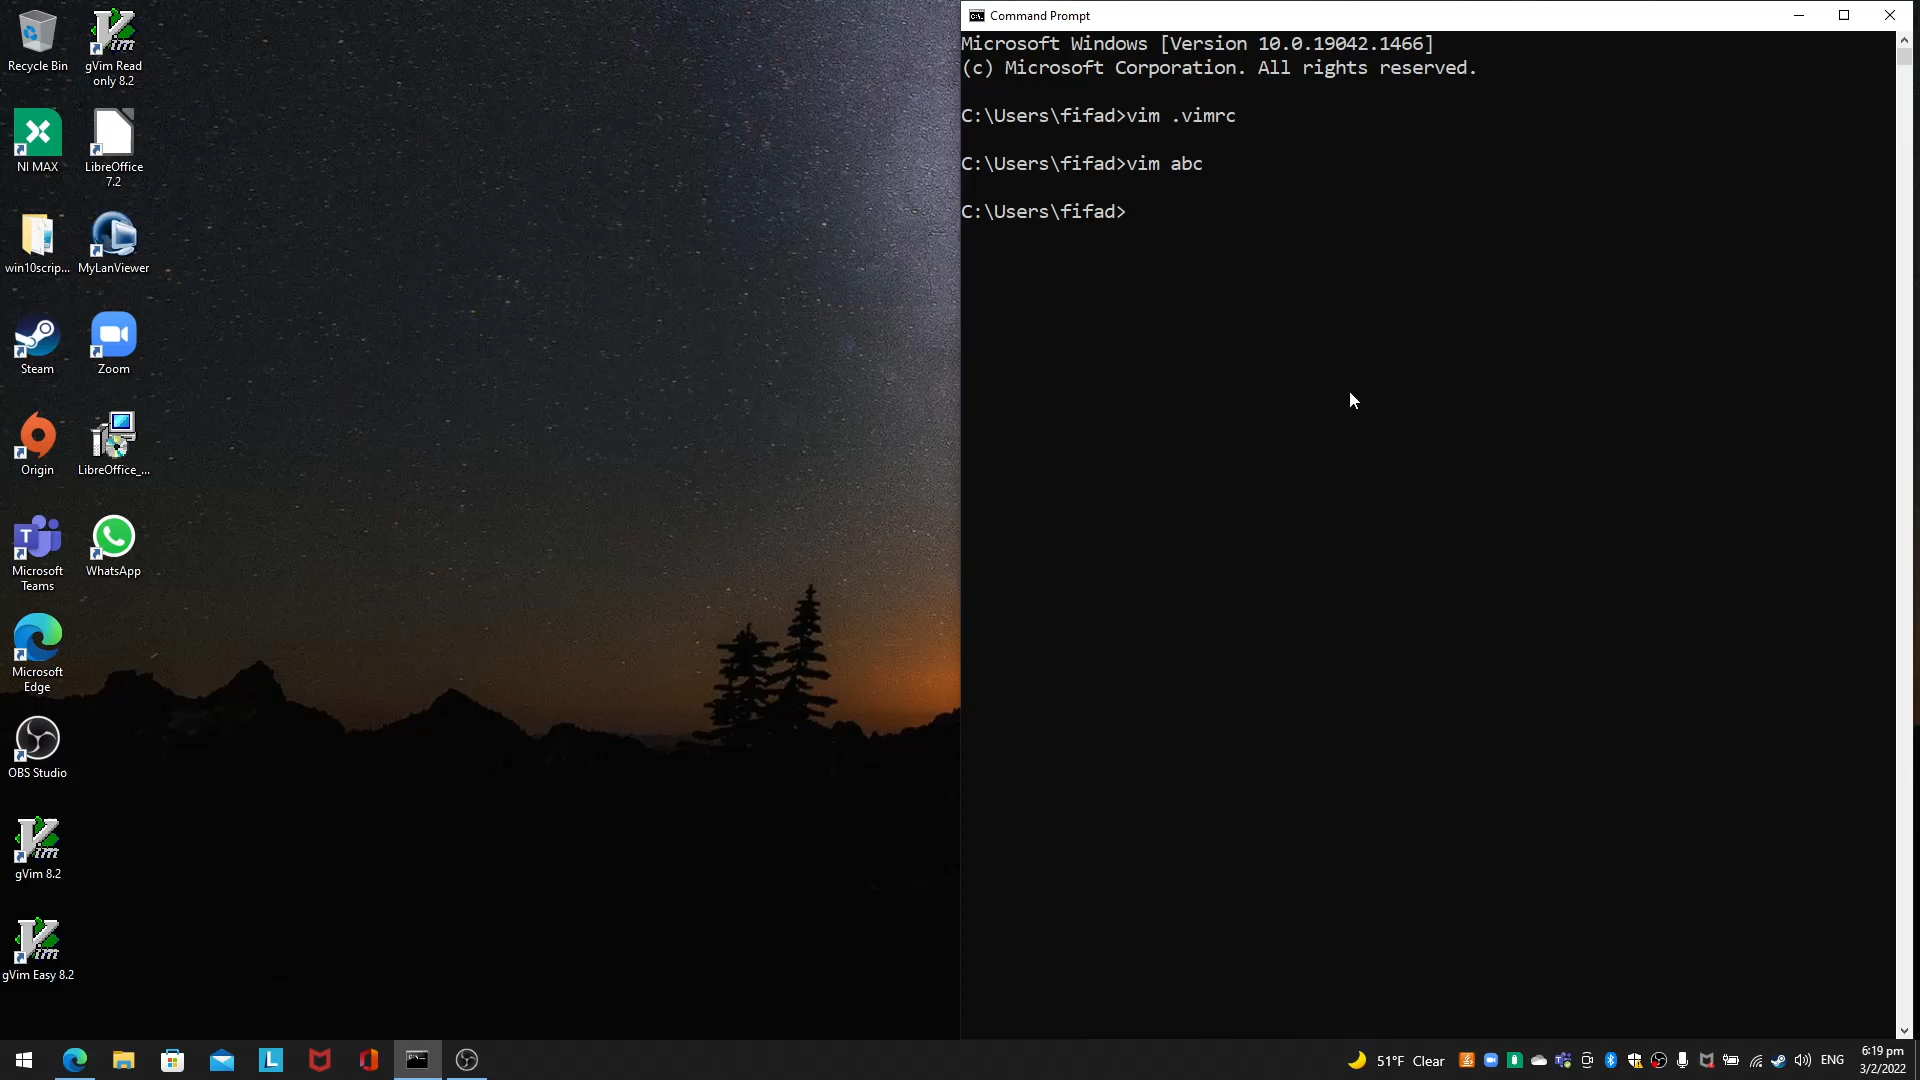 Recycle Bin
gVim Read
only 8.2
NI MAX
LibreOffice
7.2
win10scrip...
MyLanViewer
Steam
Zoom
Origin
LibreOffice_...
Microsoft
Teams
WhatsApp
Microsoft
Edge
OBS Studio
gVim 8.2
gVim Easy 8.2
Command Prompt
Microsoft Windows [Version 10.0.19042.1466]
(c) Microsoft Corporation. All rights reserved.
C:\Users\fifad>vim .vimrc
C:\Users\fifad>vim abc
C:\Users\fifad>
51°F Clear
ENG
6:19 pm
3/2/2022